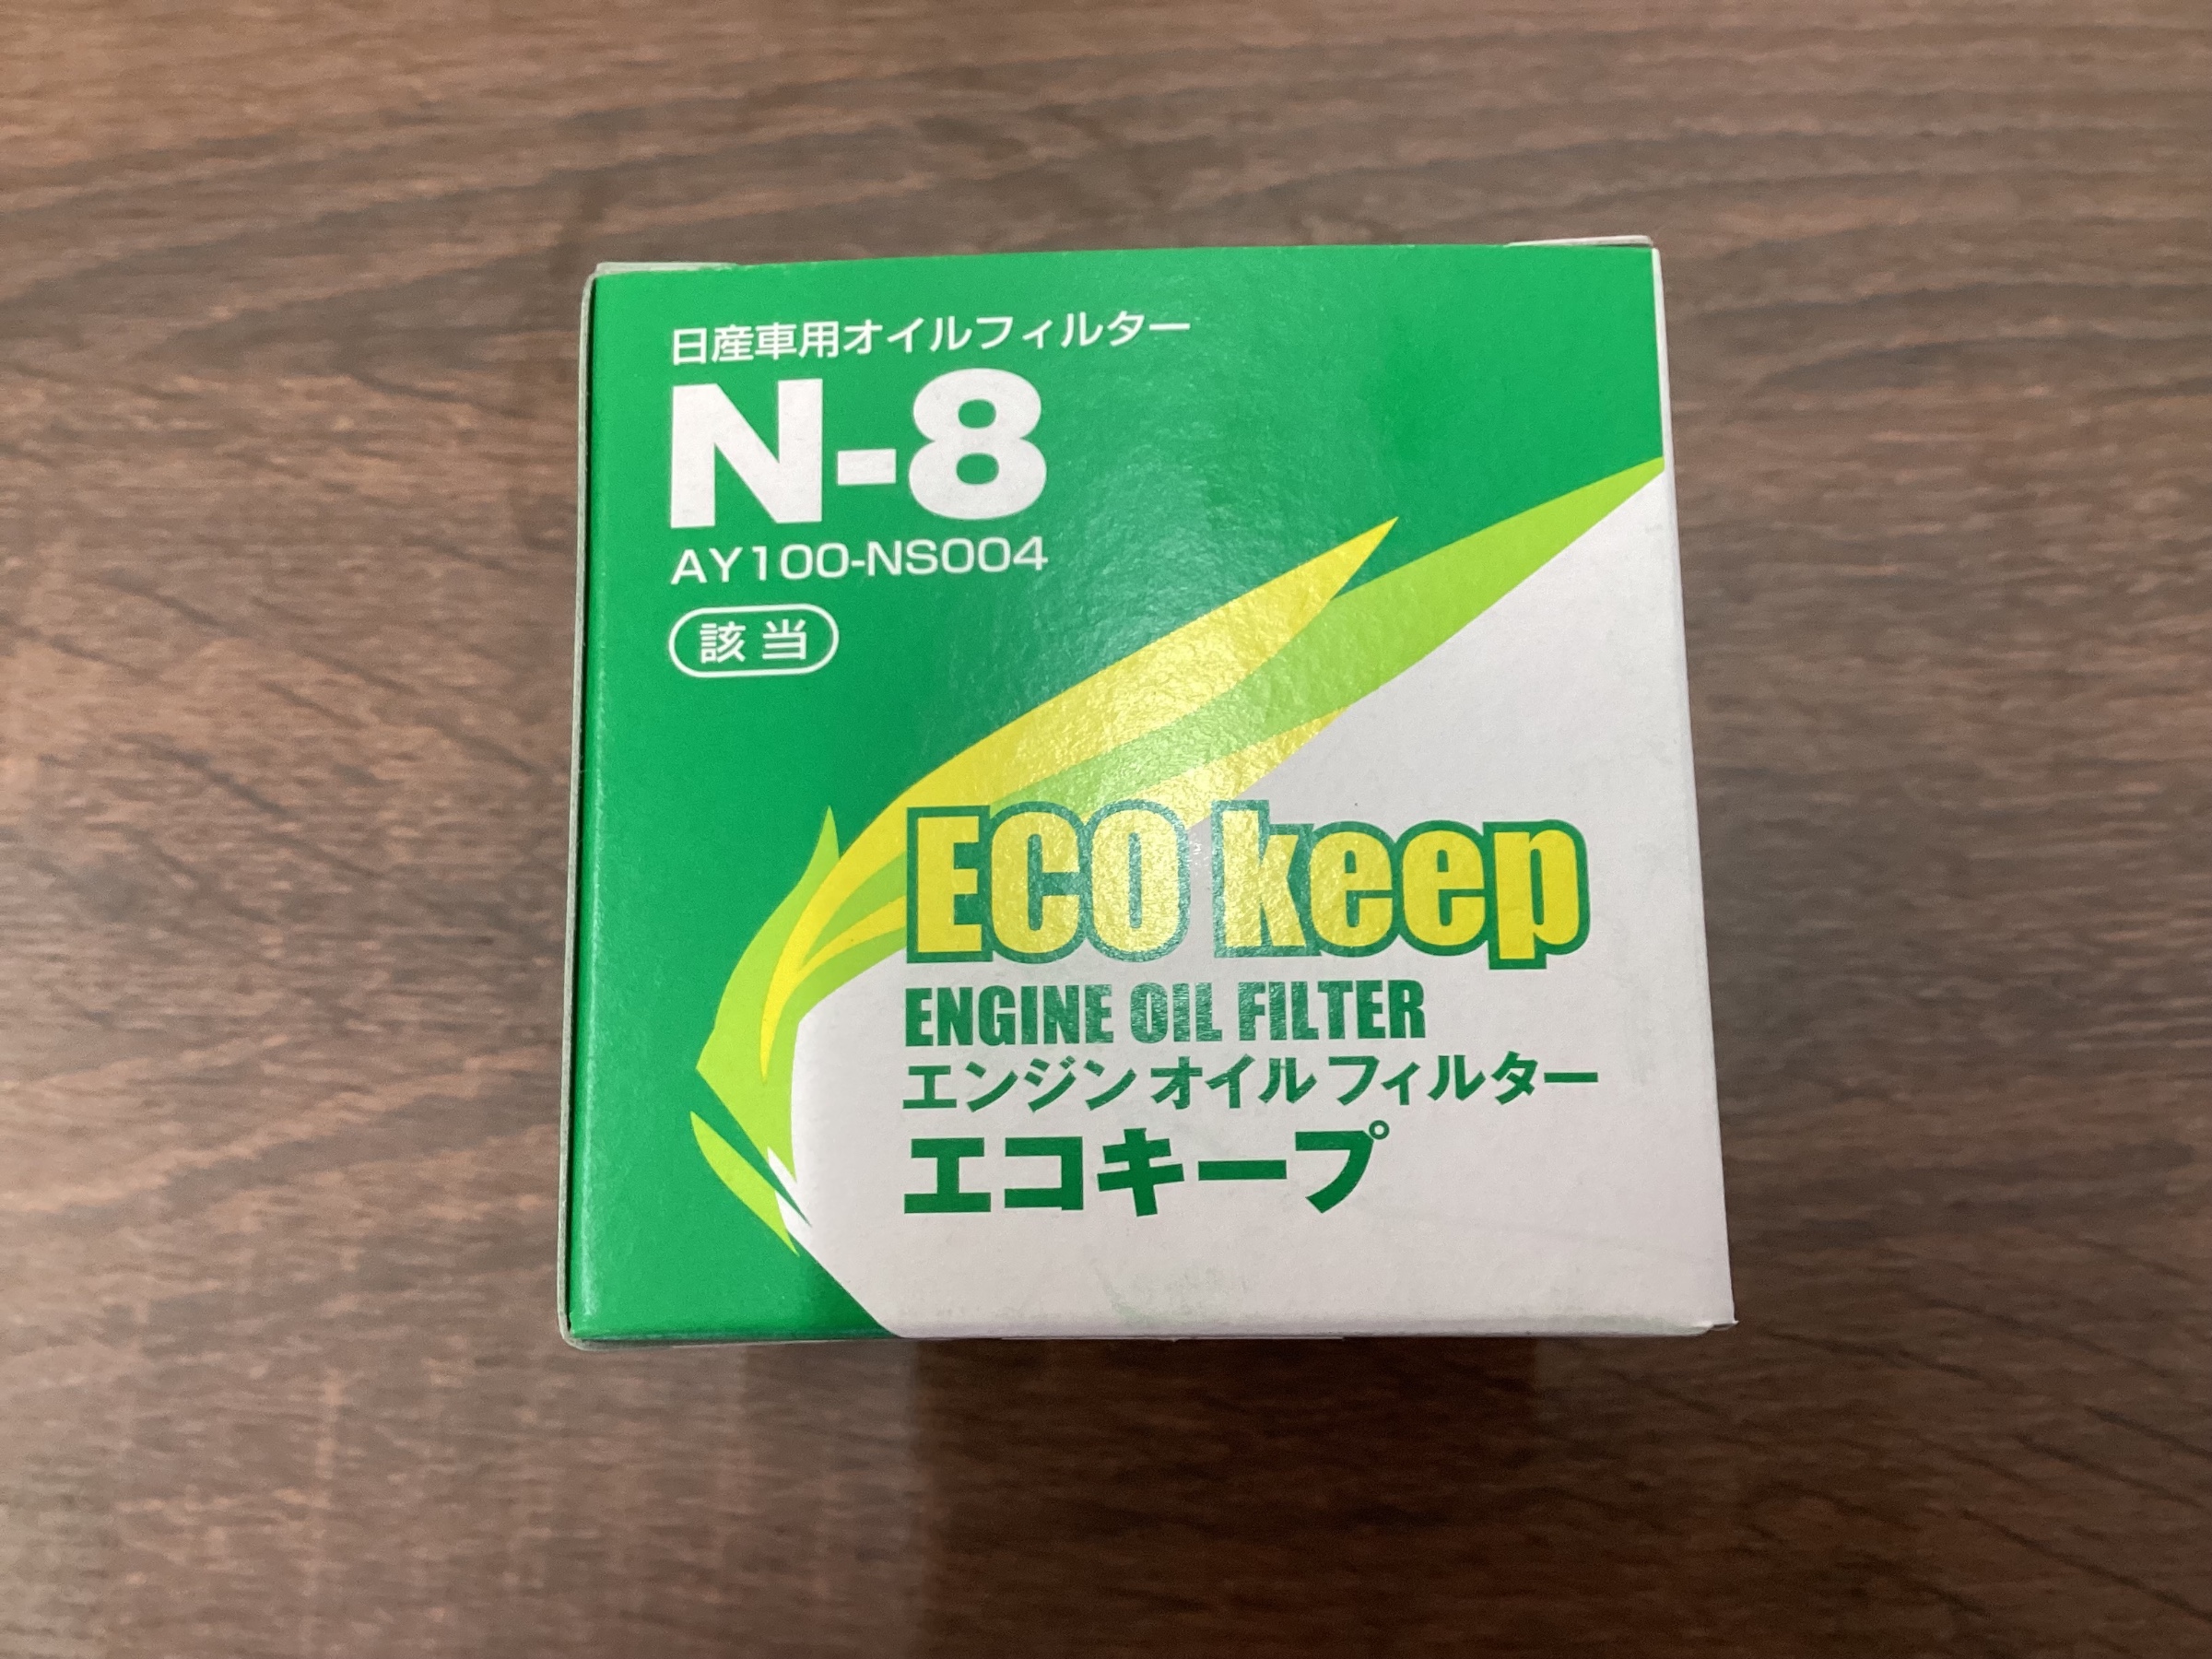 日産車用オイルフィルター
N-8
AY100-NS004
該当
ECO keep
ENGINE OIL FILTER
エンジンオイルフィルター
エコキープ